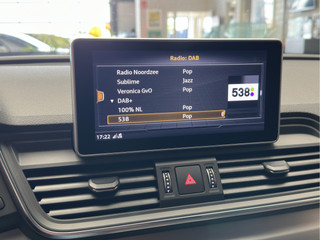 Radio: DAB
Radio Noordzee Pop
Sublime Jazz
Veronica GvO Pop
▼ DAB+
100% NL Pop
538 Pop
538
17:22